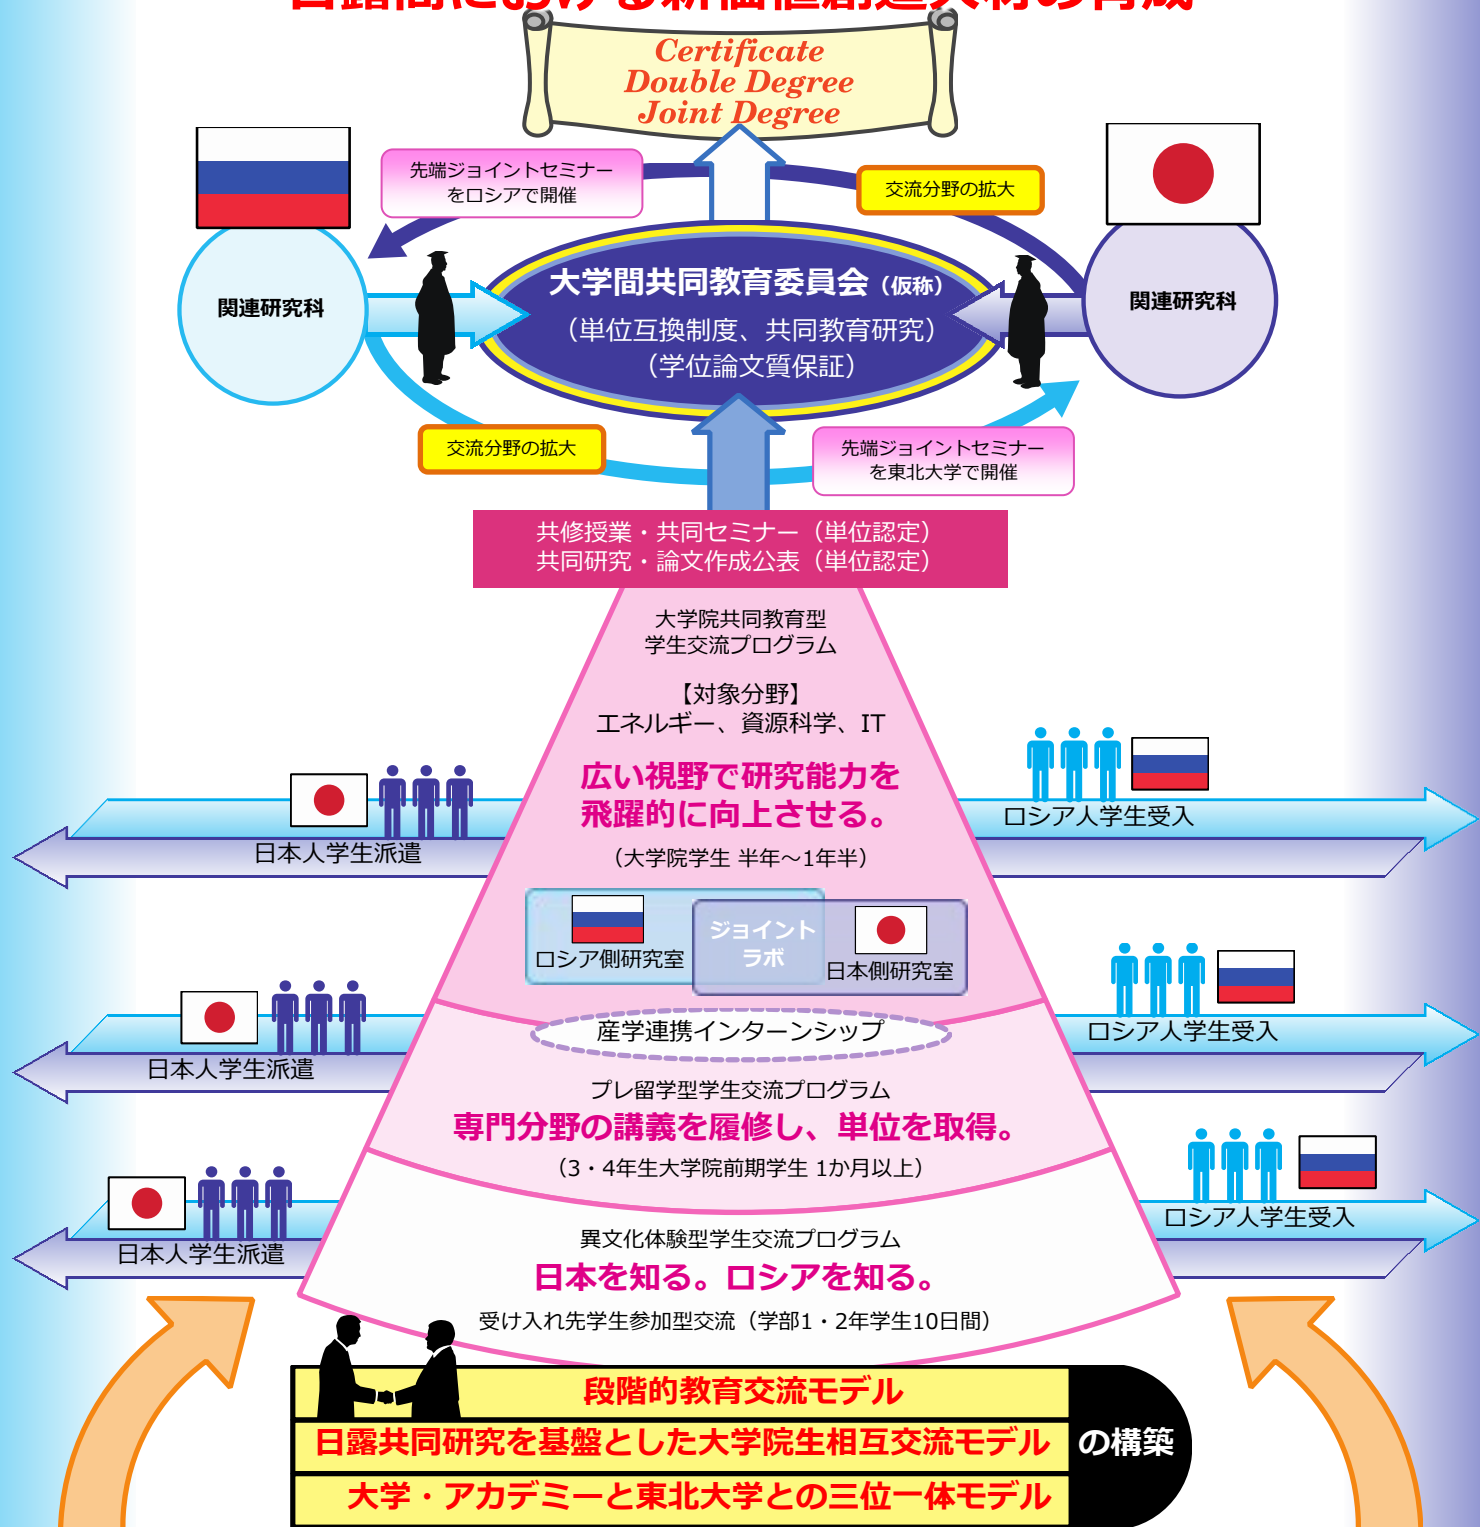 日露間における新価値創造人材の育成
Certificate
Double Degree
Joint Degree
先端ジョイントセミナー
をロシアで開催
交流分野の拡大
関連研究科
大学間共同教育委員会（仮称）
（単位互換制度、共同教育研究）
（学位論文質保証）
関連研究科
交流分野の拡大
先端ジョイントセミナー
を東北大学で開催
共修授業・共同セミナー（単位認定）
共同研究・論文作成公表（単位認定）
大学院共同教育型
学生交流プログラム
【対象分野】
エネルギー、資源科学、IT
広い視野で研究能力を
飛躍的に向上させる。
（大学院学生 半年～1年半）
日本人学生派遣
ロシア人学生受入
ロシア側研究室
ジョイント
ラボ
日本側研究室
産学連携インターンシップ
日本人学生派遣
ロシア人学生受入
プレ留学型学生交流プログラム
専門分野の講義を履修し、単位を取得。
（3・4年生大学院前期学生 1か月以上）
日本人学生派遣
ロシア人学生受入
異文化体験型学生交流プログラム
日本を知る。ロシアを知る。
受け入れ先学生参加型交流（学部1・2年学生10日間）
段階的教育交流モデル
日露共同研究を基盤とした大学院生相互交流モデル
の構築
大学・アカデミーと東北大学との三位一体モデル